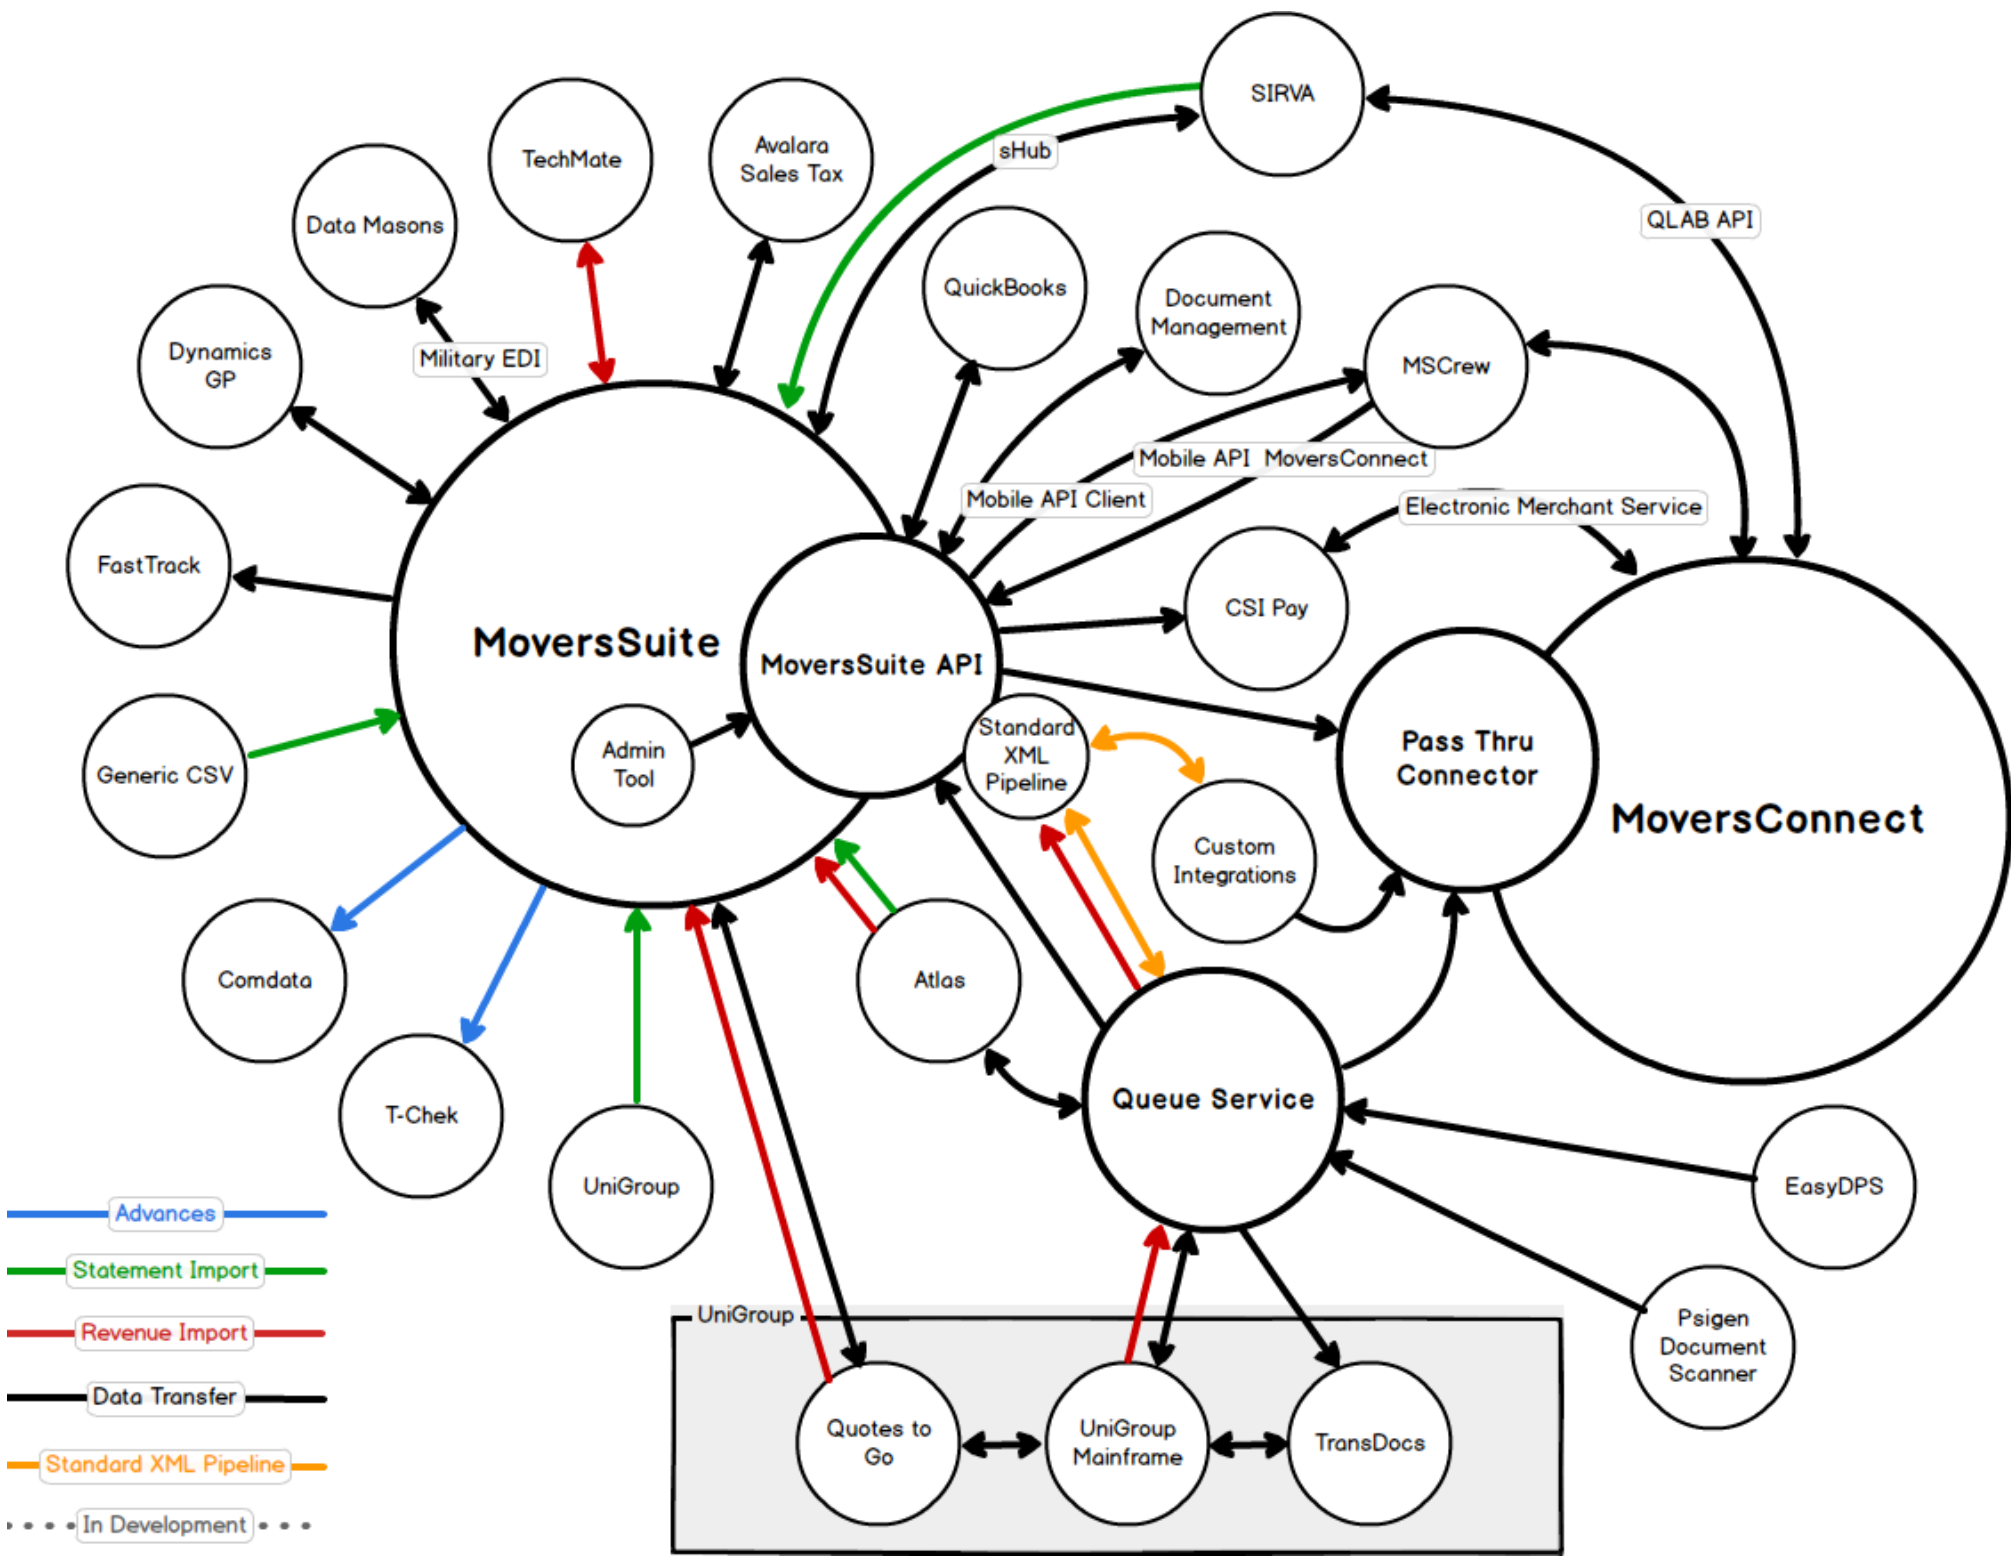 SIRVA
TechMate
Avalara
Sales Tax
sHub
Data Masons
QLAB API
QuickBooks
Document
Management
Dynamics
GP
Military EDI
MSCrew
Mobile API  MoversConnect
Mobile API Client
Electronic Merchant Service
FastTrack
CSI Pay
MoversSuite
MoversSuite API
Standard
XML
Pipeline
Admin
Tool
Pass Thru
Connector
Generic CSV
MoversConnect
Custom
Integrations
Comdata
Atlas
T-Chek
Queue Service
UniGroup
EasyDPS
Advances
Statement Import
Revenue Import
Data Transfer
Standard XML Pipeline
In Development
UniGroup
Psigen
Document
Scanner
Quotes to
Go
UniGroup
Mainframe
TransDocs